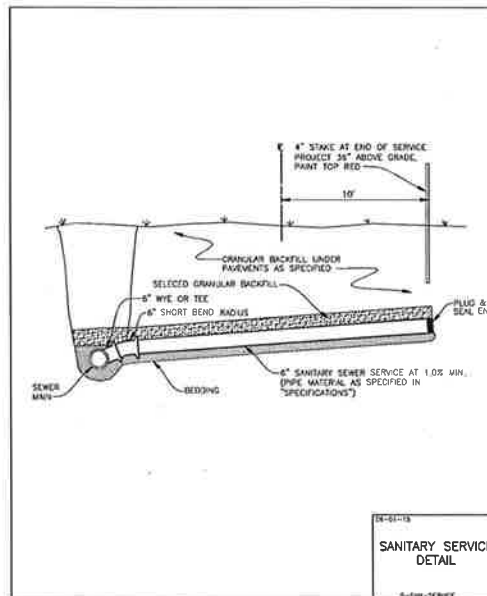 4" STAKE AT END OF SERVICE
PROJECT 36" ABOVE GRADE,
PAINT TOP RED
10'
GRANULAR BACKFILL UNDER
PAVEMENTS AS SPECIFIED
SELECED GRANULAR BACKFILL
6" WYE OR TEE
6" SHORT BEND RADIUS
PLUG &
SEAL EN
SEWER
MAIN
BEDDING
6" SANITARY SEWER SERVICE AT 1.0% MIN.
(PIPE MATERIAL AS SPECIFIED IN
"SPECIFICATIONS")
SANITARY SERVICE
DETAIL